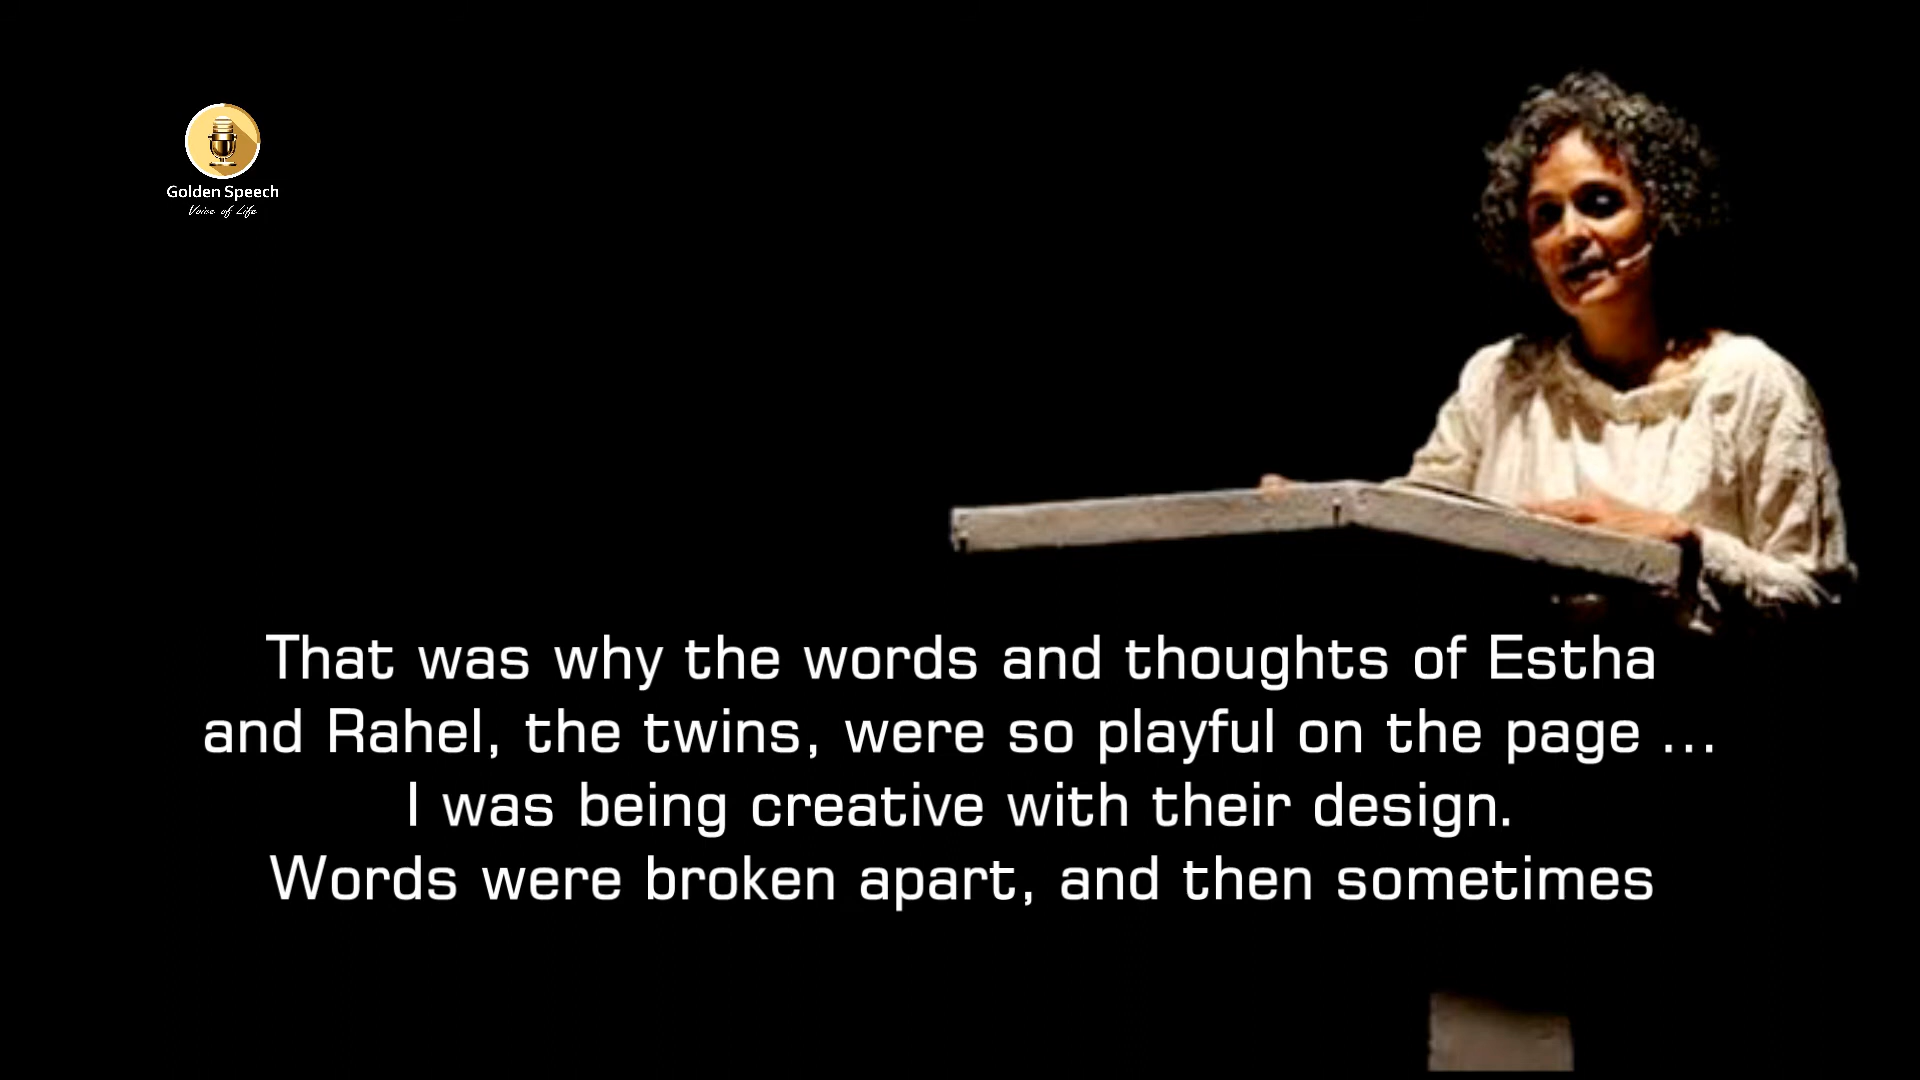 Golden Speech
Voice of Life
That was why the words and thoughts of Estha
and Rahel, the twins, were so playful on the page ...
I was being creative with their design.
Words were broken apart, and then sometimes